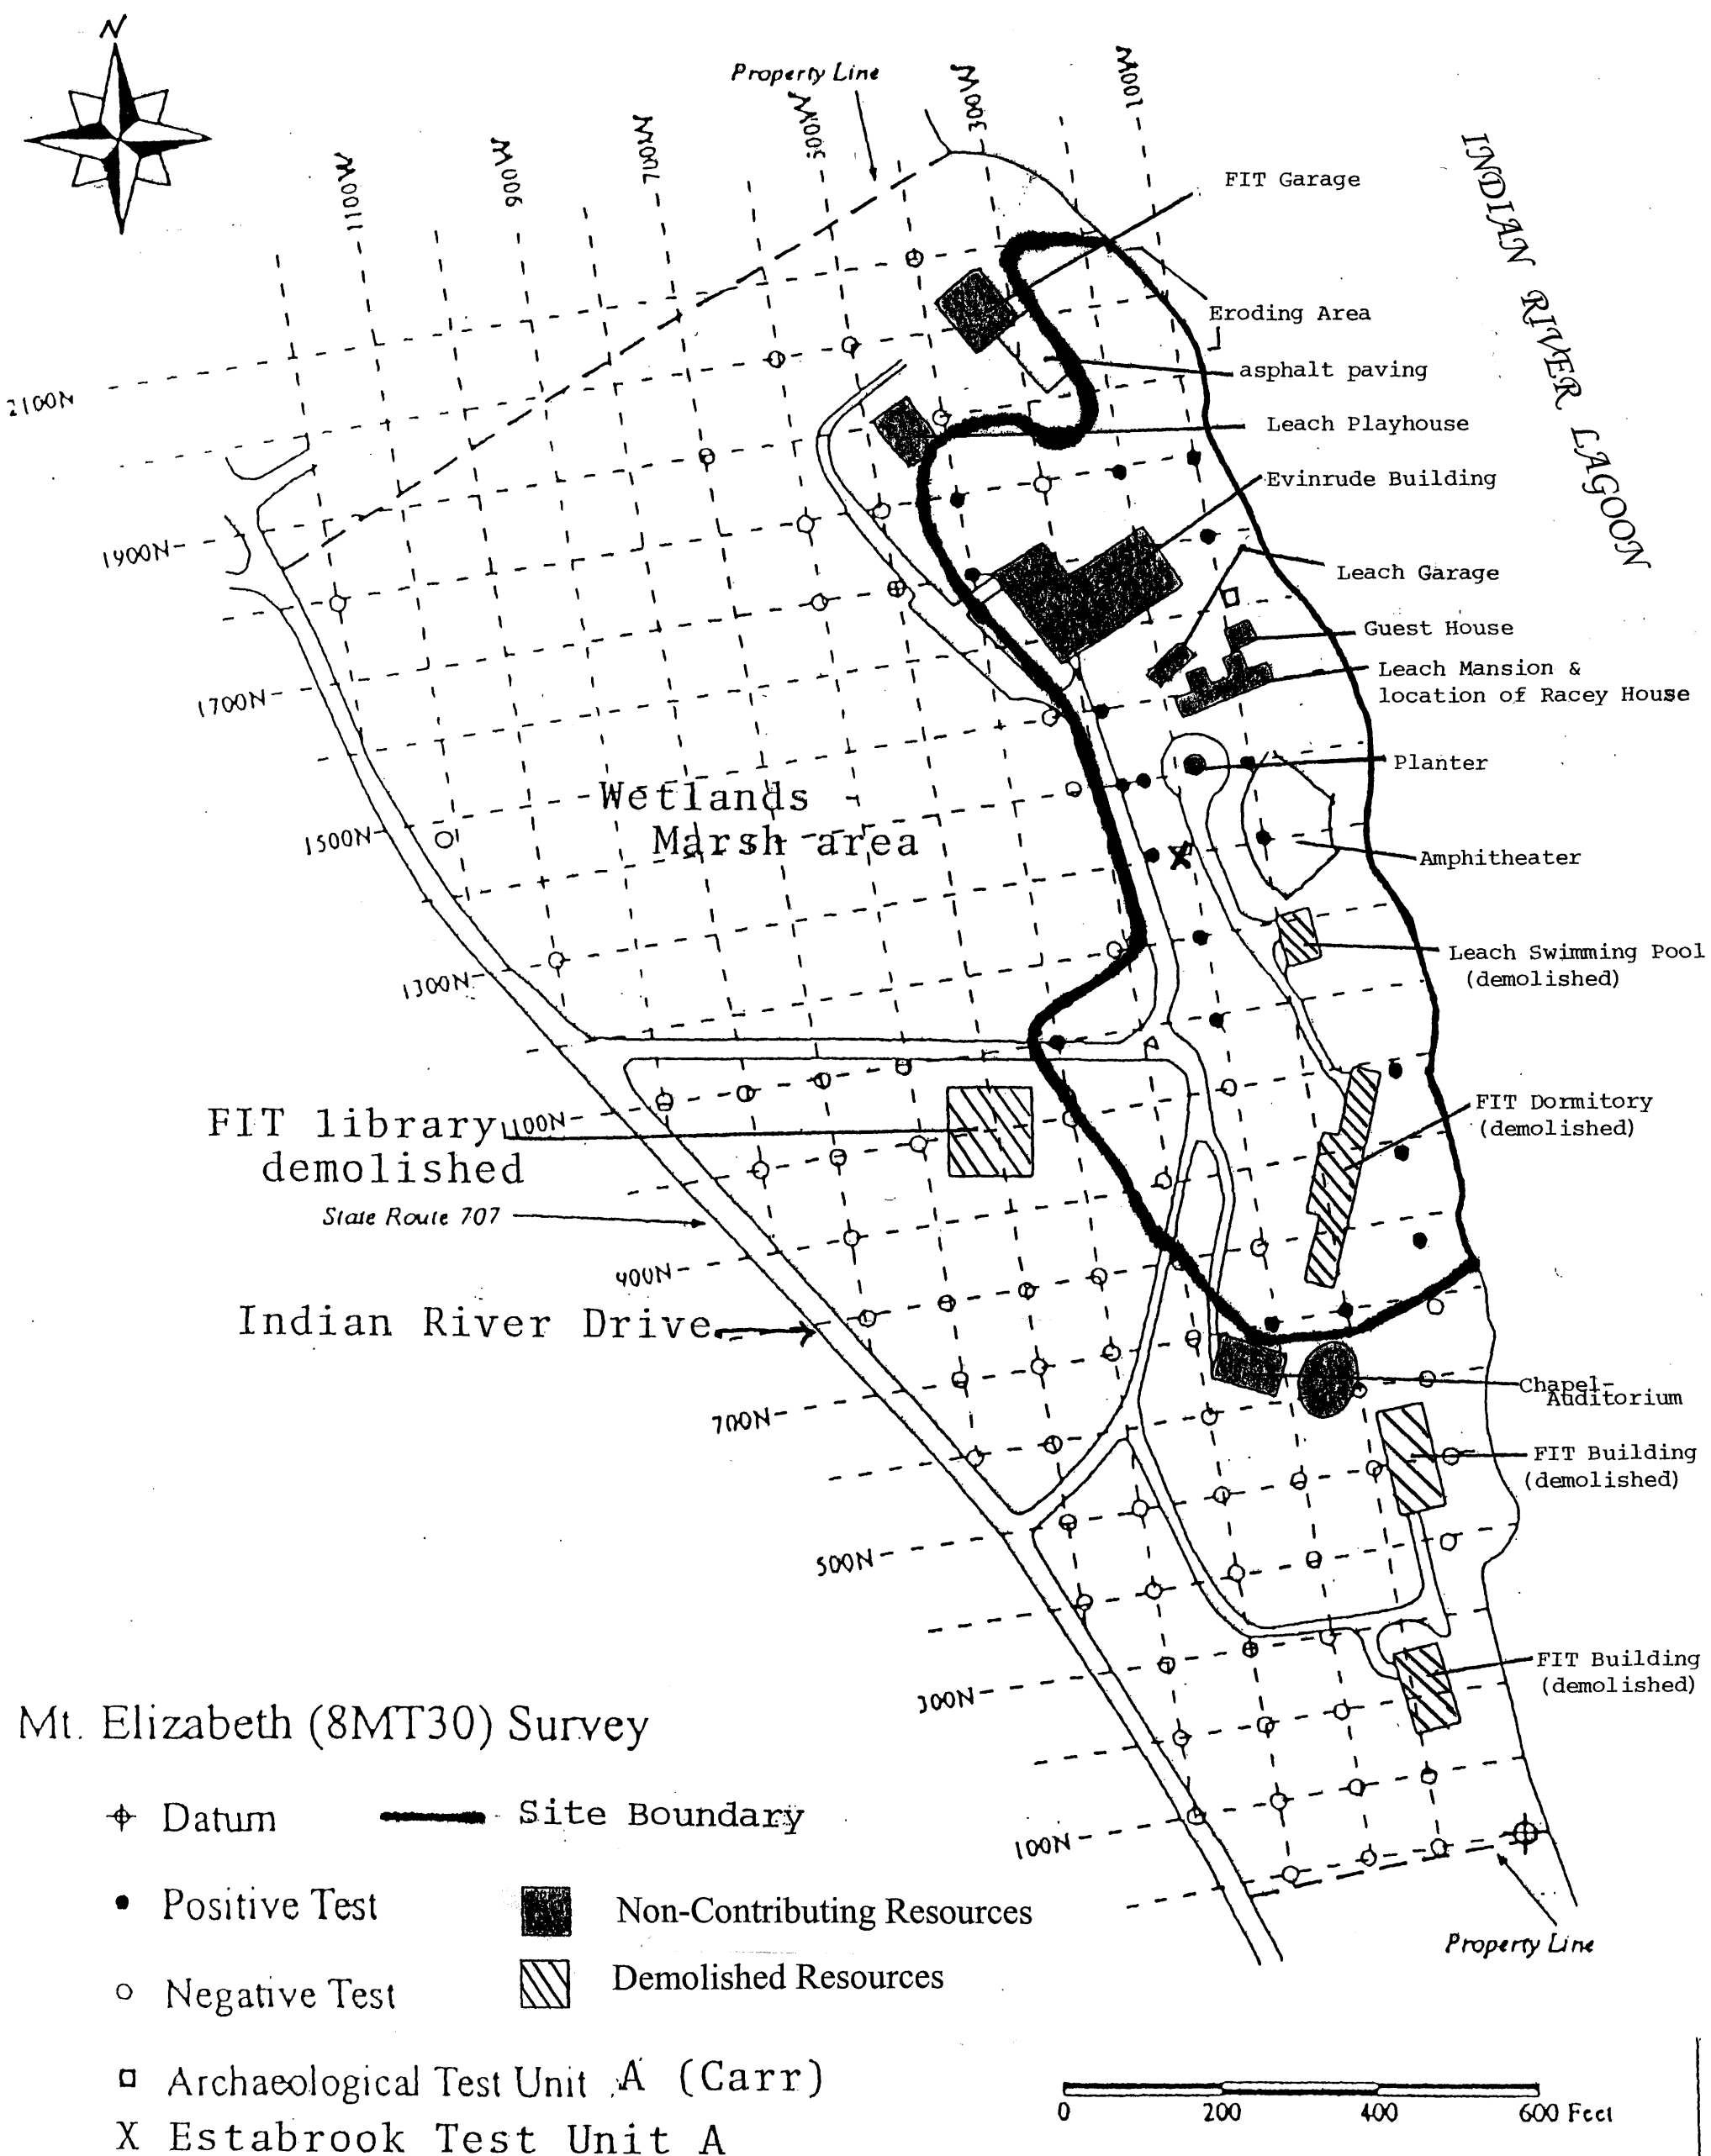 N
Property Line
1100W
900W
700W
500W
300W
100W
INDIAN RIVER LAGOON
FIT Garage
Eroding Area
asphalt paving
Leach Playhouse
Evinrude Building
Leach Garage
Guest House
Leach Mansion &
location of Racey House
Planter
Amphitheater
Leach Swimming Pool
(demolished)
FIT Dormitory
(demolished)
Chapel-
Auditorium
FIT Building
(demolished)
FIT Building
(demolished)
2100N
1900N
1700N
1500N
1300N
1100N
900N
700N
500N
300N
100N
Wetlands
Marsh area
FIT library
demolished
State Route 707
Indian River Drive
Property Line
Mt. Elizabeth (8MT30) Survey
Datum
Site Boundary
Positive Test
Non-Contributing Resources
Negative Test
Demolished Resources
Archaeological Test Unit A (Carr)
X Estabrook Test Unit A
0 200 400 600 Feet